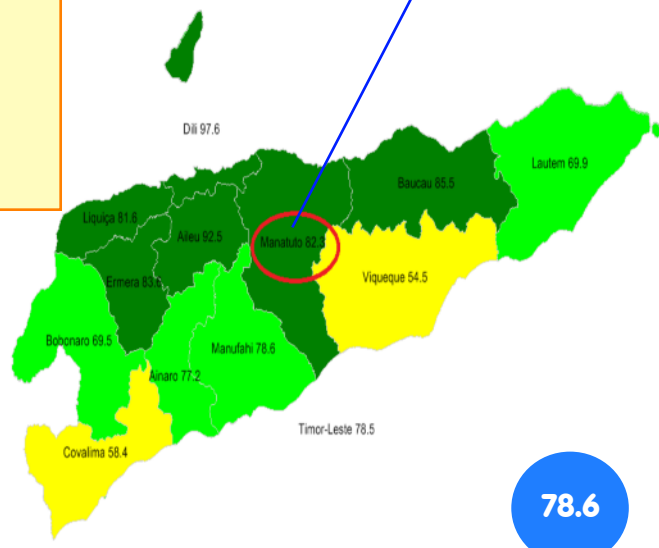 Dili 97.6
Lautem 69.9
Baucau 85.5
Liquiça 81.6
Aileu 92.5
Manatuto 82.3
Viqueque 54.5
Ermera 83.6
Bobonaro 69.5
Manufahi 78.6
Ainaro 77.2
Timor-Leste 78.5
Covalima 58.4
78.6